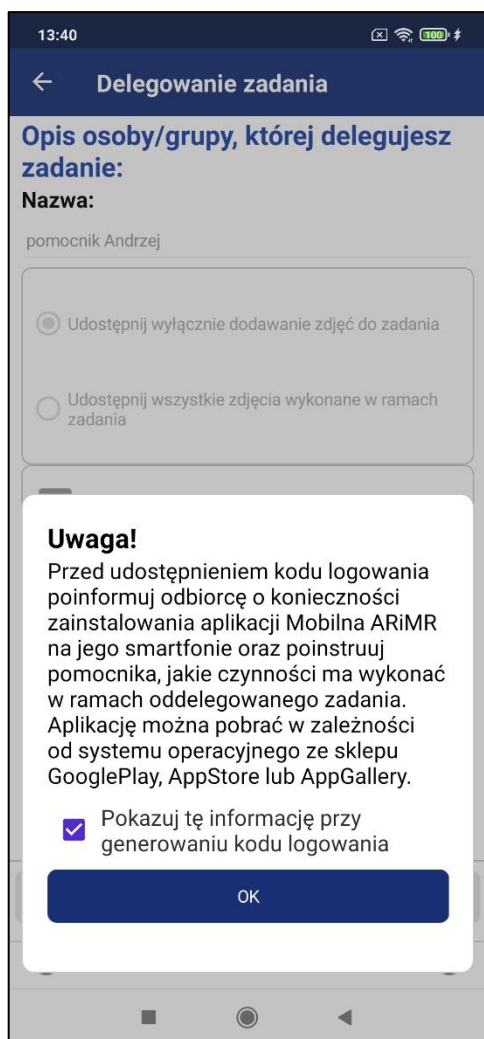 13:40
100
Delegowanie zadania
Opis osoby/grupy, której delegujesz
zadanie:
Nazwa:
pomocnik Andrzej
Udostępnij wyłącznie dodawanie zdjęć do zadania
Udostępnij wszystkie zdjęcia wykonane w ramach
zadania
Uwaga!
Przed udostępnieniem kodu logowania
poinformuj odbiorcę o konieczności
zainstalowania aplikacji Mobilna ARiMR
na jego smartfonie oraz poinstruuj
pomocnika, jakie czynności ma wykonać
w ramach oddelegowanego zadania.
Aplikację można pobrać w zależności
od systemu operacyjnego ze sklepu
GooglePlay, AppStore lub AppGallery.
Pokazuj tę informację przy
generowaniu kodu logowania
OK